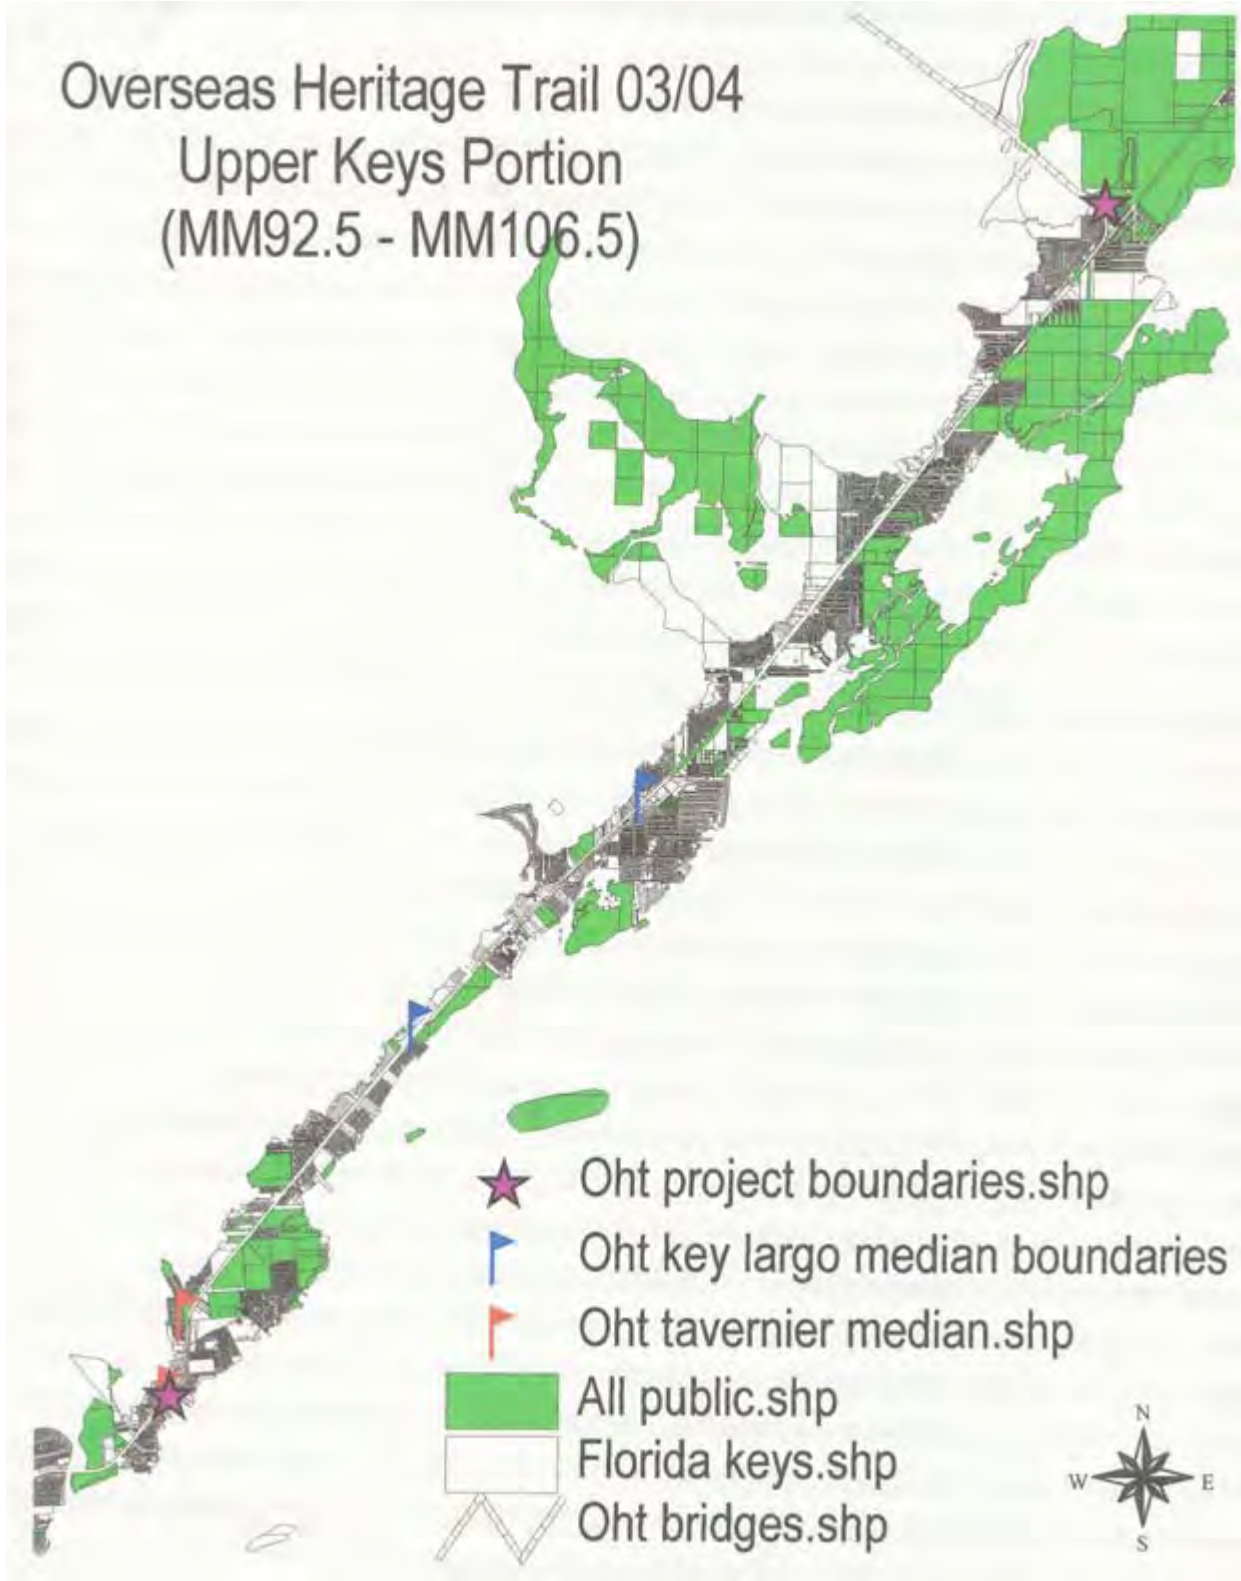 Overseas Heritage Trail 03/04
Upper Keys Portion
(MM92.5 - MM106.5)
Oht project boundaries.shp
Oht key largo median boundaries
Oht tavernier median.shp
All public.shp
Florida keys.shp
Oht bridges.shp
N
W
E
S